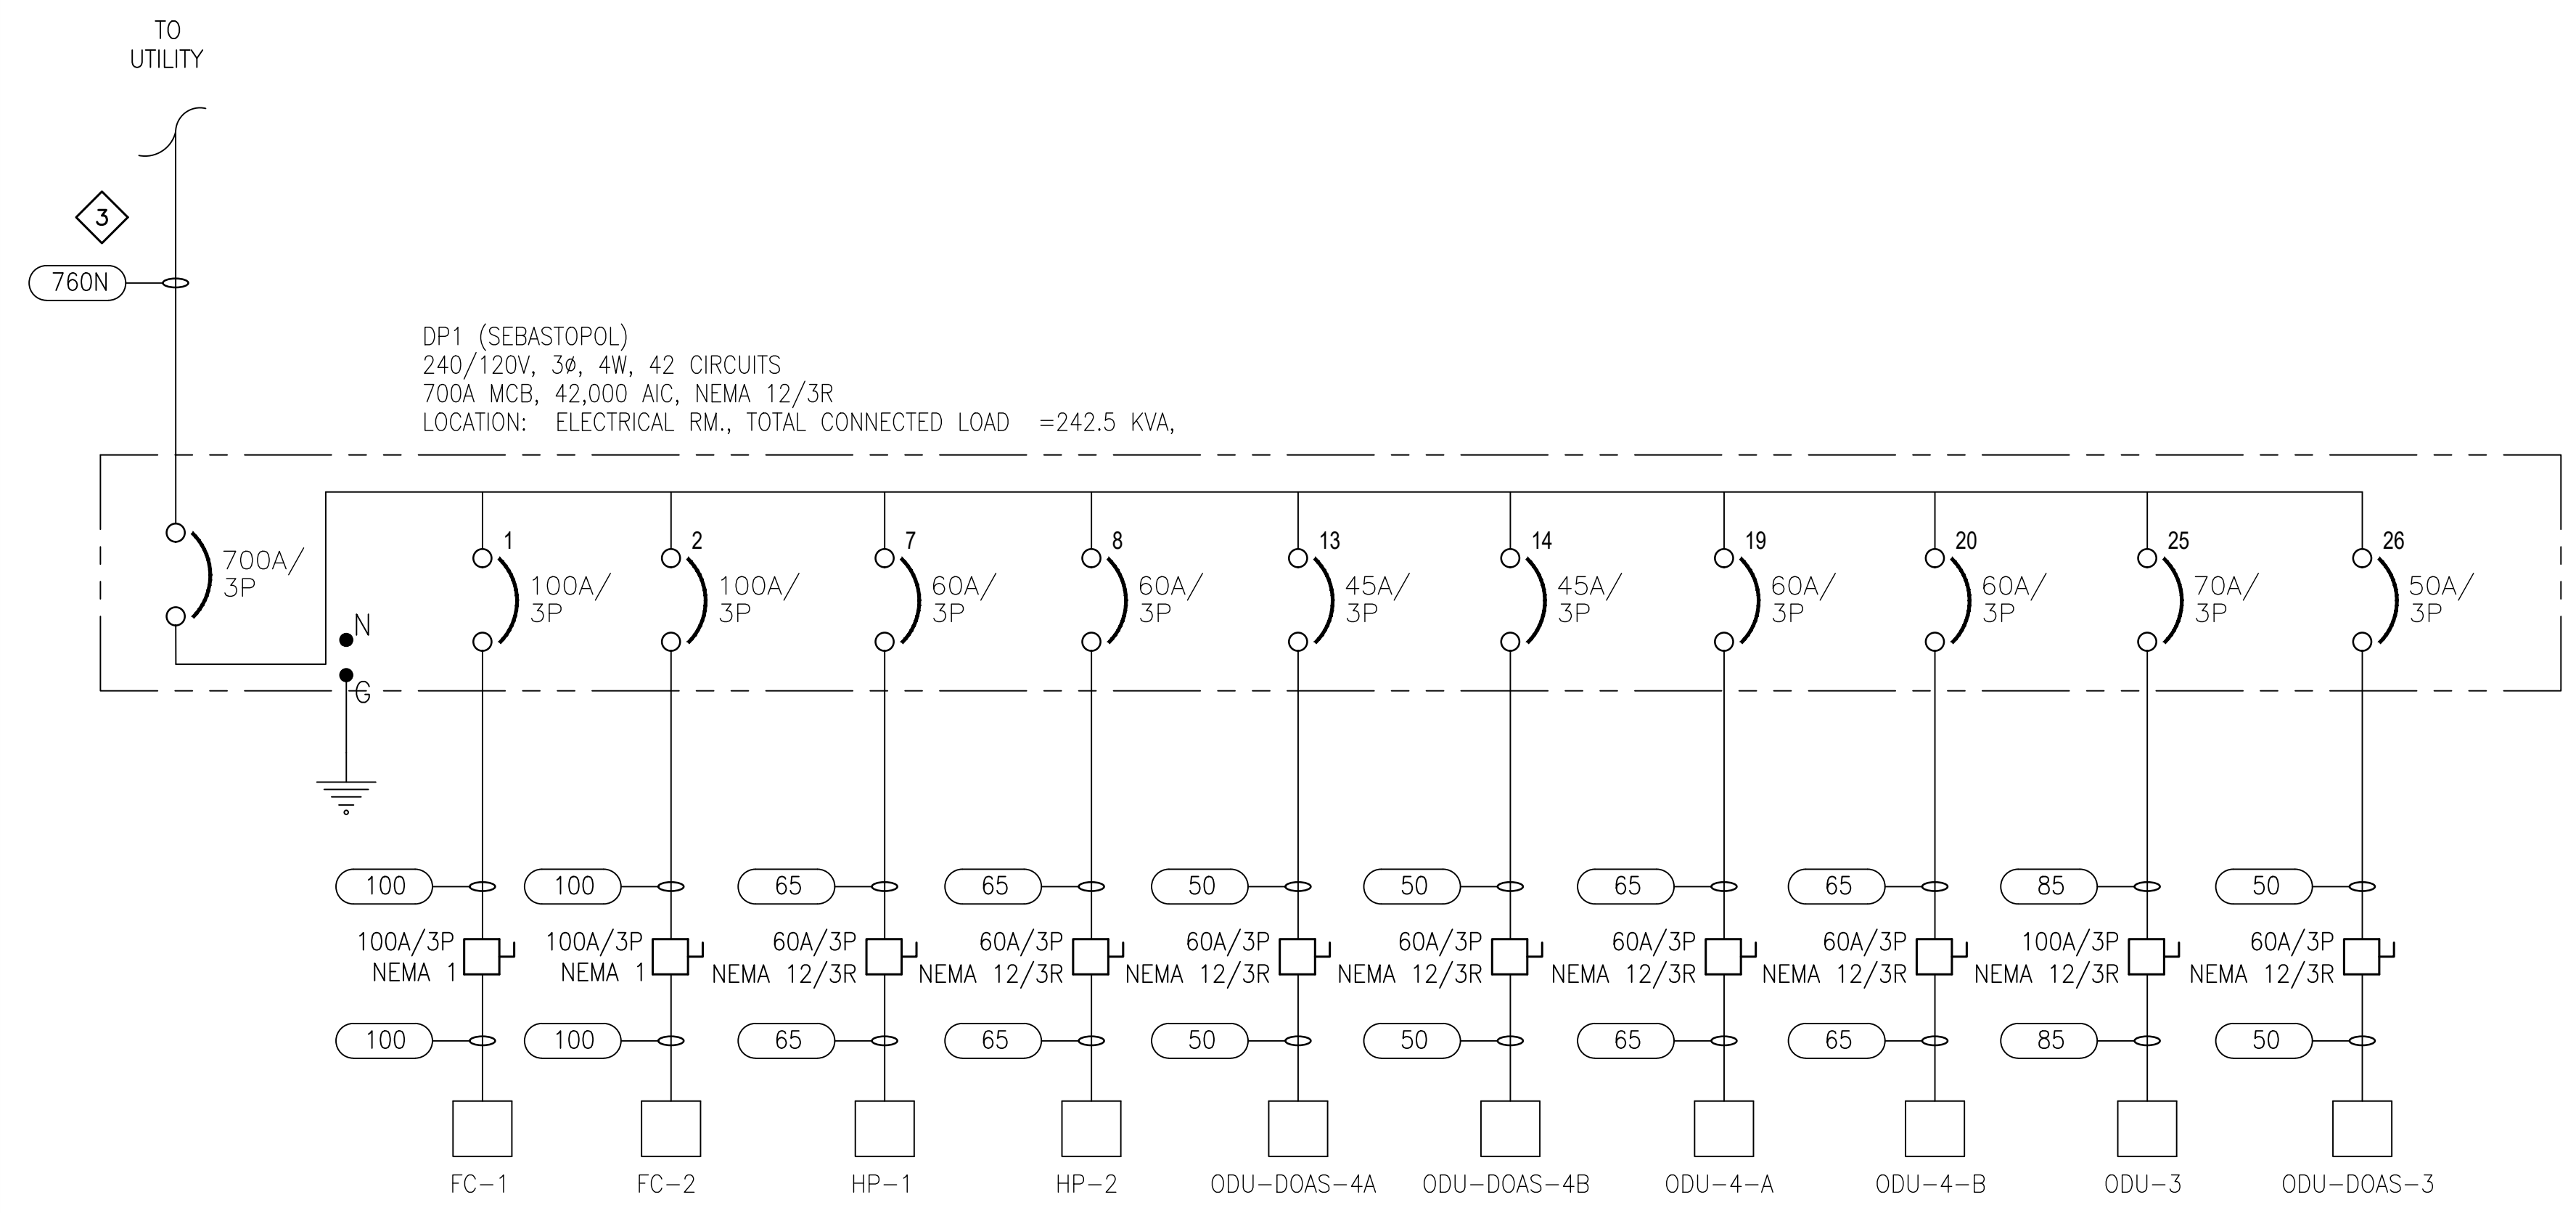 TO
UTILITY
3
760N
DP1 (SEBASTOPOL)
240/120V, 3ø, 4W, 42 CIRCUITS
700A MCB, 42,000 AIC, NEMA 12/3R
LOCATION: ELECTRICAL RM., TOTAL CONNECTED LOAD =242.5 KVA,
700A/
3P
N
G
1
100A/
3P
2
100A/
3P
7
60A/
3P
8
60A/
3P
13
45A/
3P
14
45A/
3P
19
60A/
3P
20
60A/
3P
25
70A/
3P
26
50A/
3P
100
100
65
65
50
50
65
65
85
50
100A/3P
NEMA 1
100A/3P
NEMA 1
60A/3P
NEMA 12/3R
60A/3P
NEMA 12/3R
60A/3P
NEMA 12/3R
60A/3P
NEMA 12/3R
60A/3P
NEMA 12/3R
60A/3P
NEMA 12/3R
100A/3P
NEMA 12/3R
60A/3P
NEMA 12/3R
100
100
65
65
50
50
65
65
85
50
FC-1
FC-2
HP-1
HP-2
ODU-DOAS-4A
ODU-DOAS-4B
ODU-4-A
ODU-4-B
ODU-3
ODU-DOAS-3